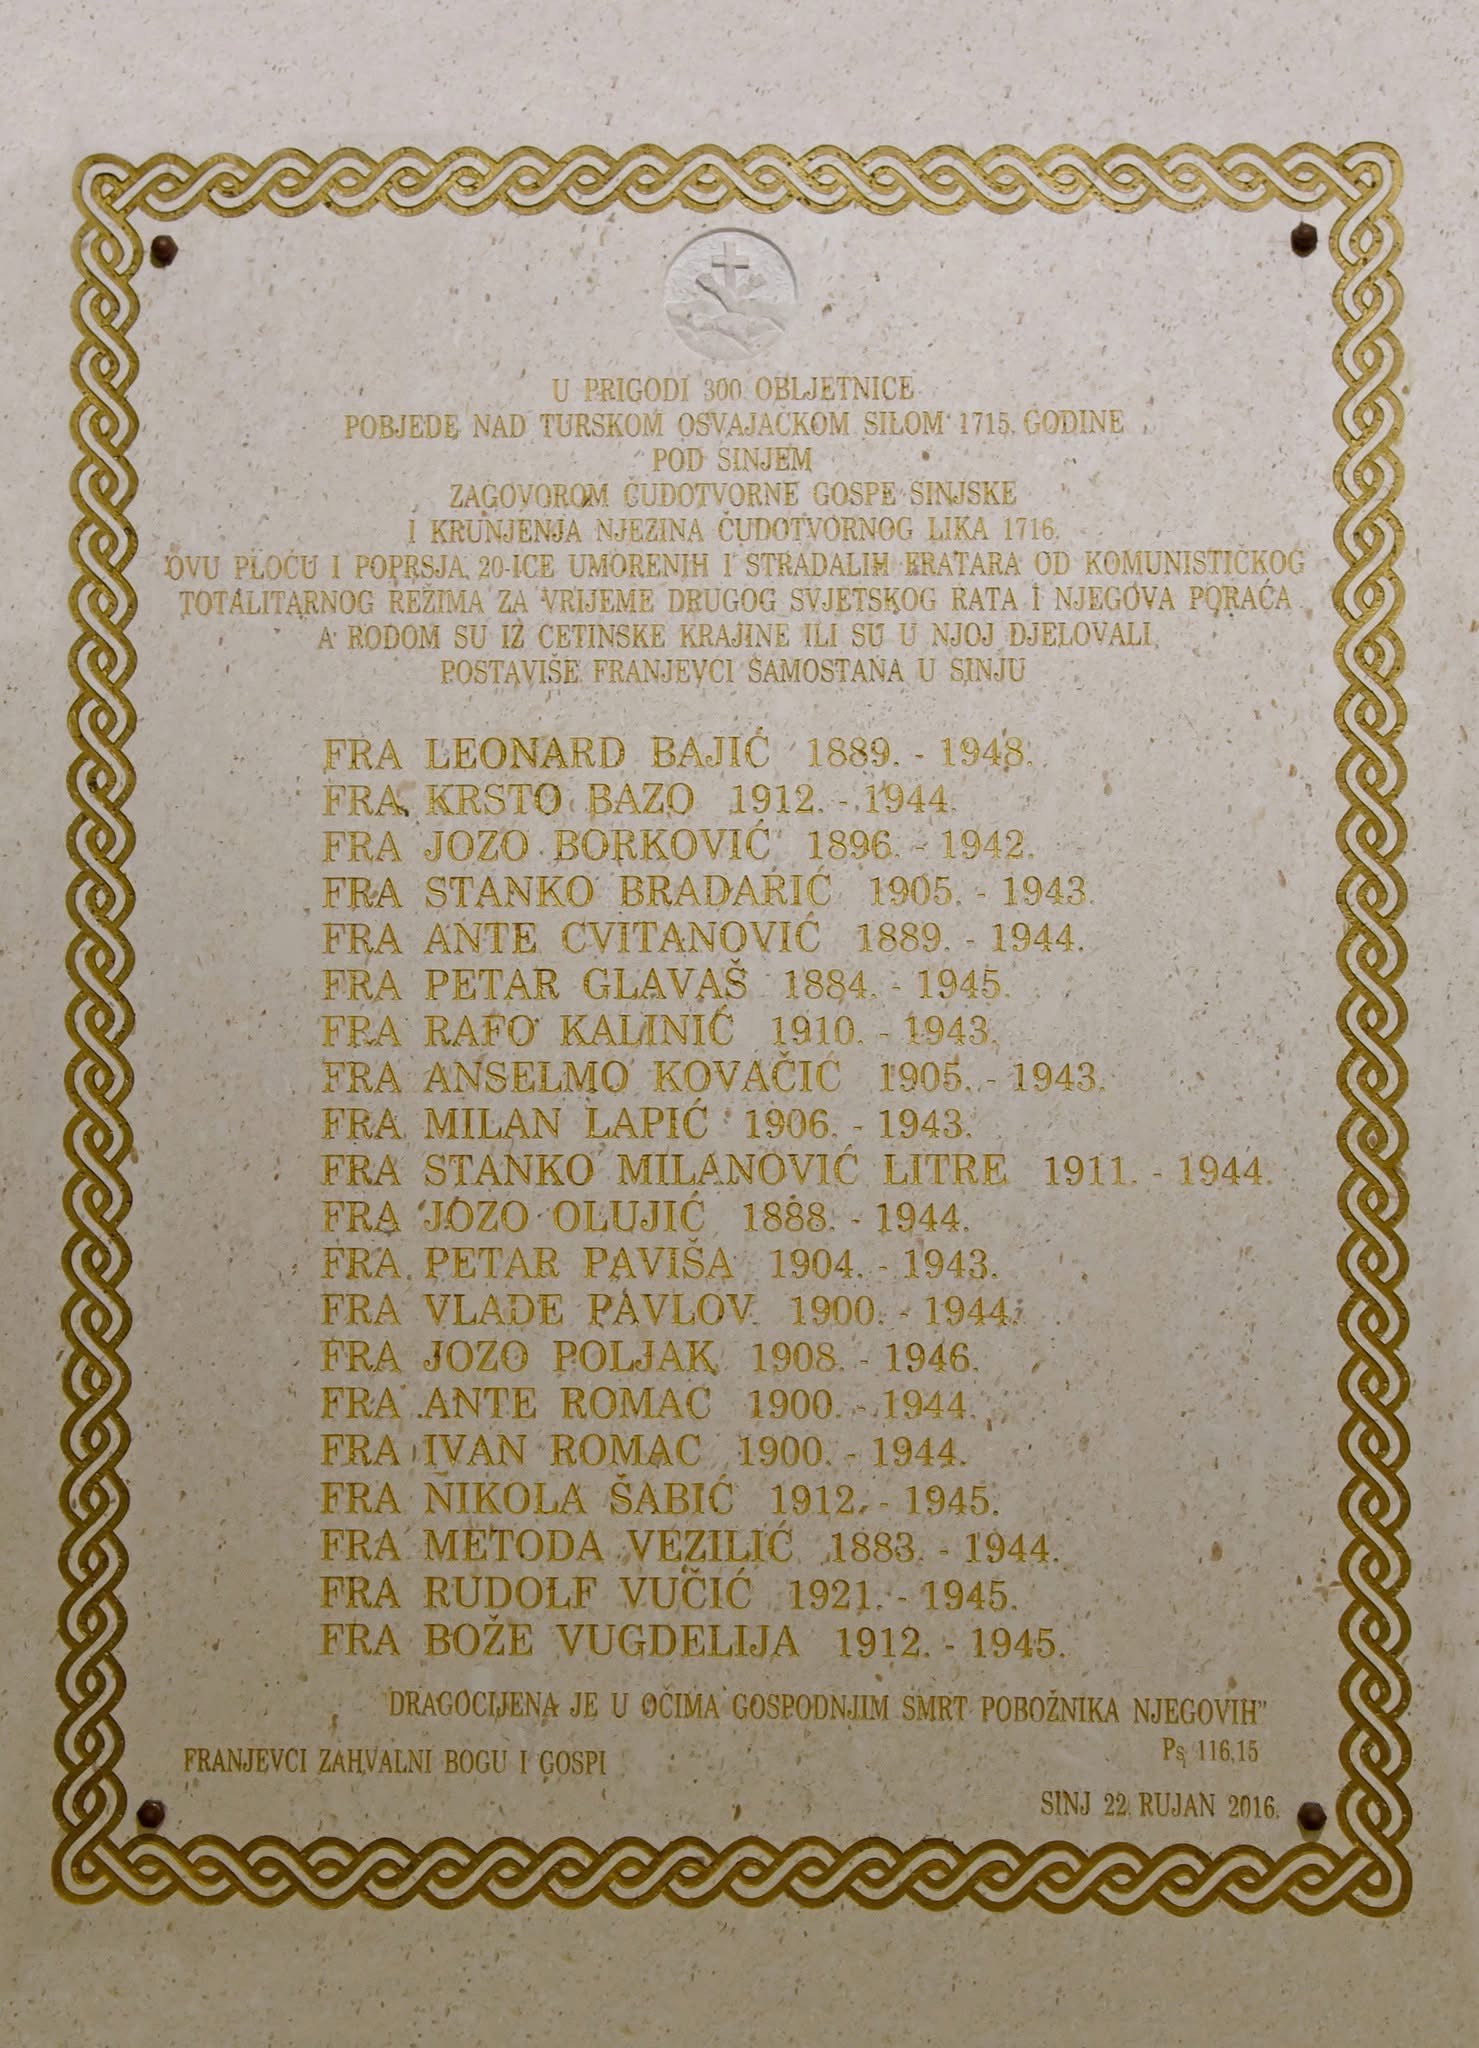 U PRIGODI 300 OBLJETNICE
POBJEDE NAD TURSKOM OSVAJAČKOM SILOM 1715. GODINE
POD SINJEM
ZAGOVOROM ČUDOTVORNE GOSPE SINJSKE
I KRUNJENJA NJEZINA ČUDOTVORNOG LIKA 1716.
OVU PLOČU I POPRSJA 20-ICE UMORENIH I STRADALIH FRATARA OD KOMUNISTIČKOG
TOTALITARNOG REŽIMA ZA VRIJEME DRUGOG SVJETSKOG RATA I NJEGOVA PORAĆA
A RODOM SU IZ CETINSKE KRAJINE ILI SU U NJOJ DJELOVALI,
POSTAVIŠE FRANJEVCI SAMOSTANA U SINJU
FRA LEONARD BAJIĆ 1889. - 1948.
FRA KRSTO BAZO 1912. - 1944.
FRA JOZO BORKOVIĆ 1896. - 1942.
FRA STANKO BRADARIĆ 1905. - 1943.
FRA ANTE CVITANOVIĆ 1889. - 1944.
FRA PETAR GLAVAŠ 1884. - 1945.
FRA RAFO KALINIĆ 1910. - 1943.
FRA ANSELMO KOVAČIĆ 1905. - 1943.
FRA MILAN LAPIĆ 1906. - 1943.
FRA STANKO MILANOVIĆ LITRE 1911. - 1944.
FRA JOZO OLUJIĆ 1888. - 1944.
FRA PETAR PAVIŠA 1904. - 1943.
FRA VLADE PAVLOV 1900. - 1944.
FRA JOZO POLJAK 1908. - 1946.
FRA ANTE ROMAC 1900. - 1944.
FRA IVAN ROMAC 1900. - 1944.
FRA NIKOLA ŠABIĆ 1912. - 1945.
FRA METODA VEZILIĆ 1883. - 1944.
FRA RUDOLF VUČIĆ 1921. - 1945.
FRA BOŽE VUGDELIJA 1912. - 1945.
"DRAGOCIJENA JE U OČIMA GOSPODNJIM SMRT POBOŽNIKA NJEGOVIH"
Ps 116,15
FRANJEVCI ZAHVALNI BOGU I GOSPI
SINJ 22. RUJAN 2016.